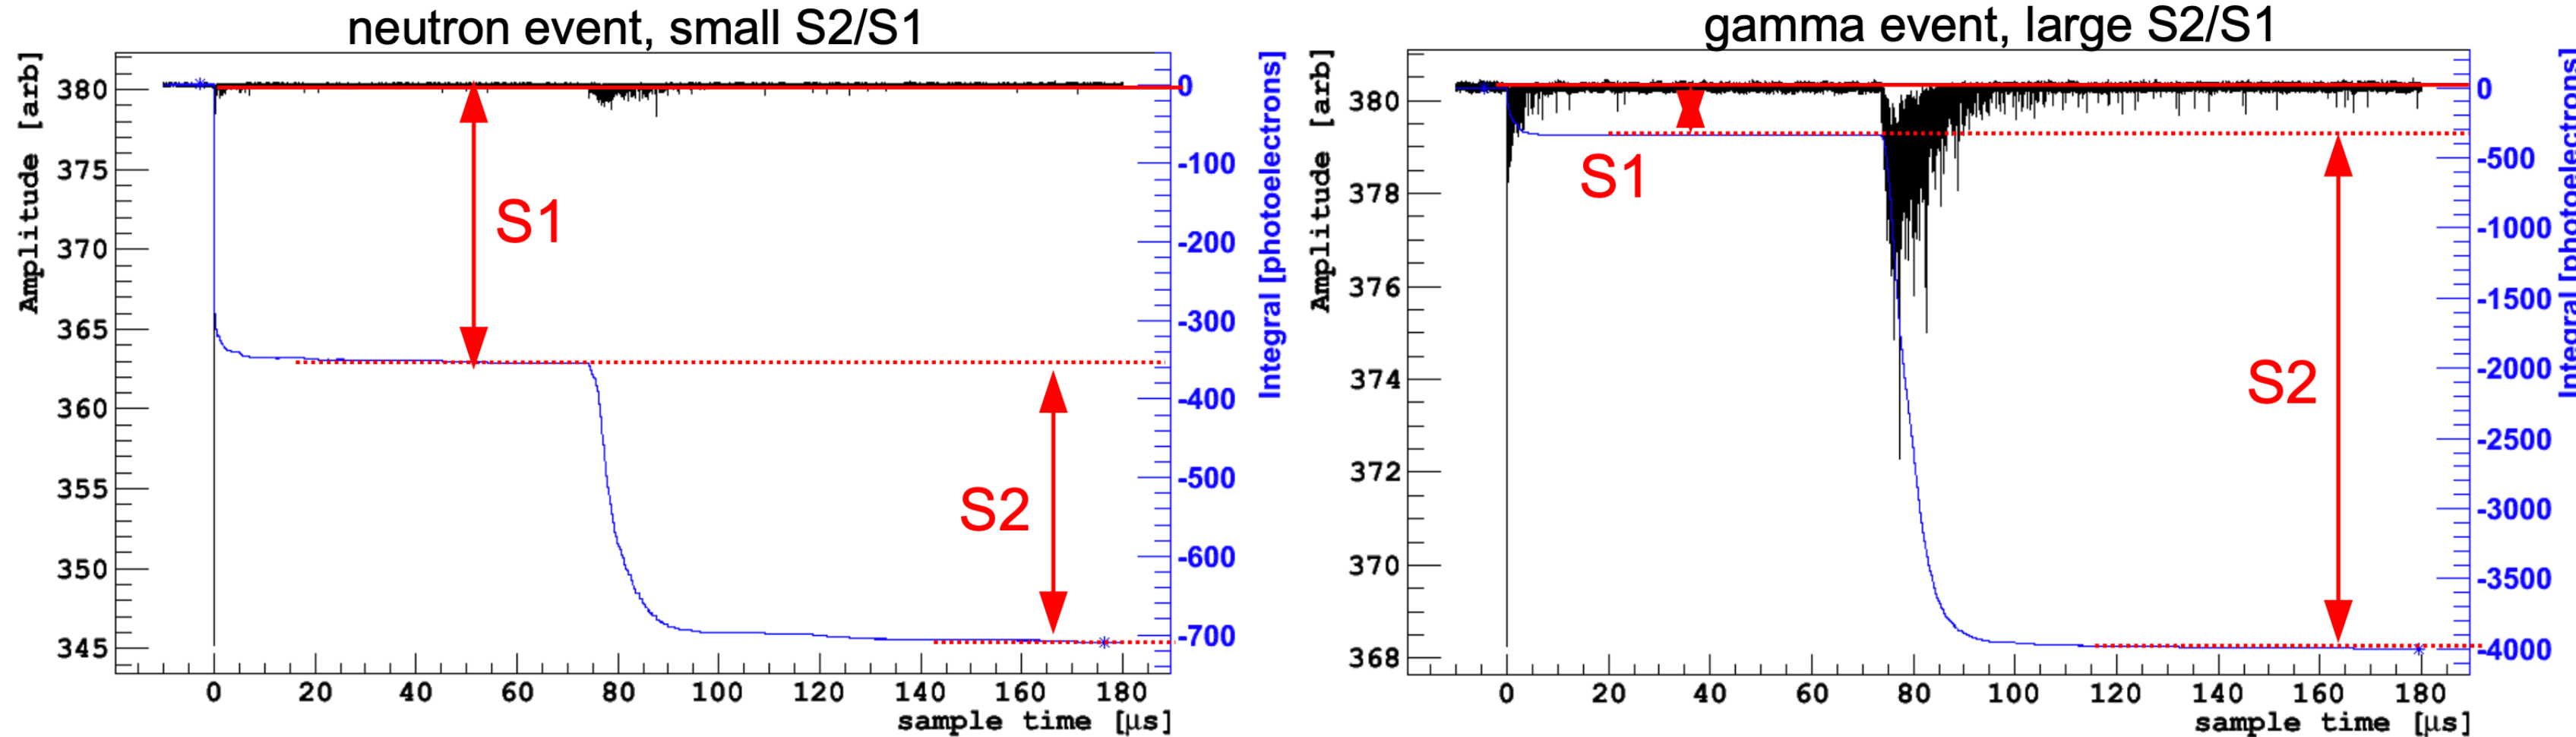 neutron event, small S2/S1
Amplitude [arb]
380
375
370
365
360
355
350
345
0
-100
-200
-300
-400
-500
-600
-700
Integral [photoelectrons]
S1
S2
0 20 40 60 80 100 120 140 160 180
sample time [μs]
gamma event, large S2/S1
Amplitude [arb]
380
378
376
374
372
370
368
0
-500
-1000
-1500
-2000
-2500
-3000
-3500
-4000
Integral [photoelectrons]
S1
S2
0 20 40 60 80 100 120 140 160 180
sample time [μs]